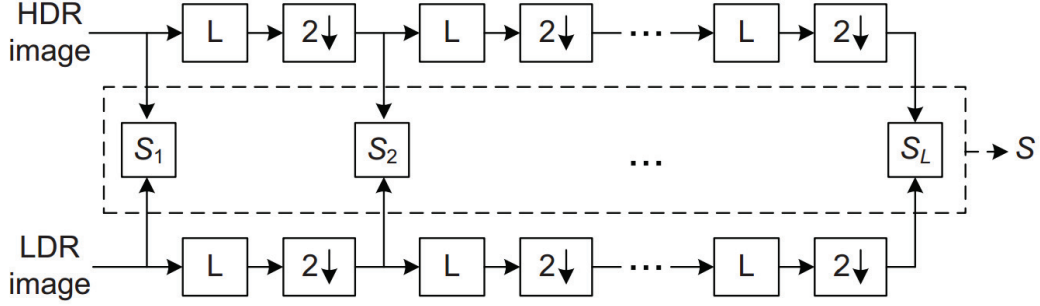 HDR
image
L 2↓ L 2↓ ... L 2↓
S1 S2 ... SL S
LDR
image
L 2↓ L 2↓ ... L 2↓